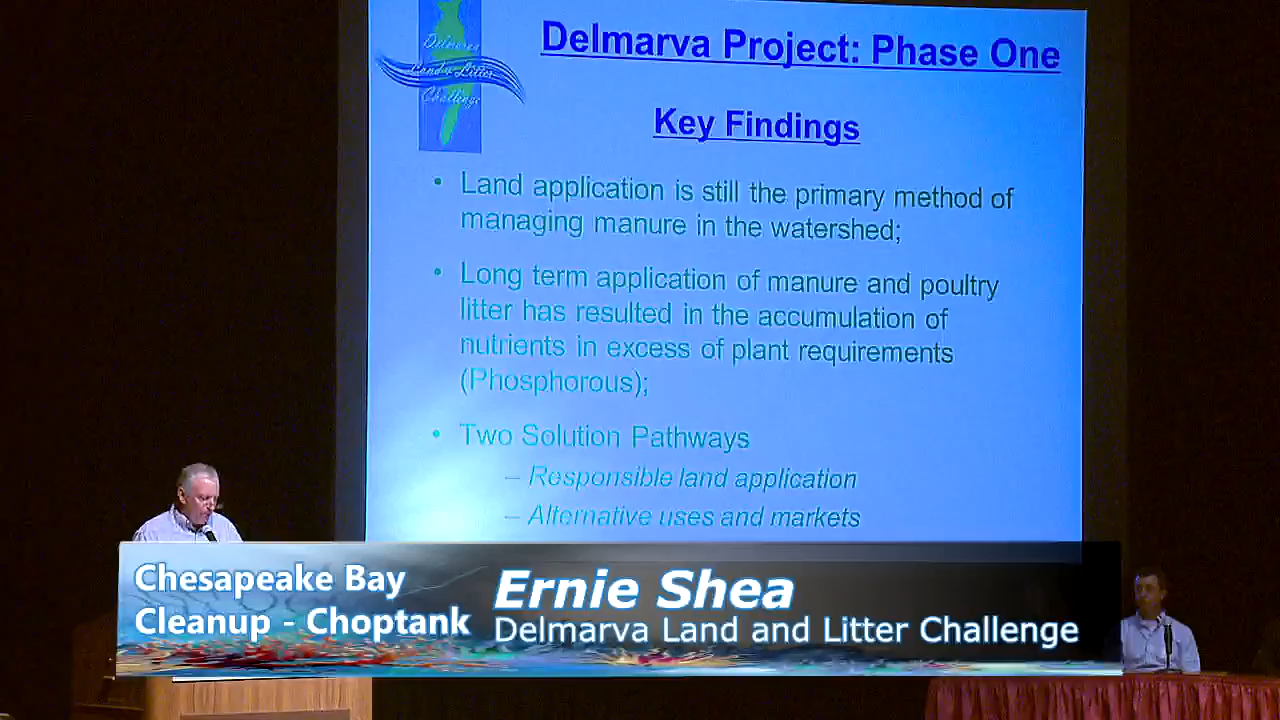 Delmarva
Land & Litter
Challenge
Delmarva Project: Phase One
Key Findings
• Land application is still the primary method of
managing manure in the watershed;
• Long term application of manure and poultry
litter has resulted in the accumulation of
nutrients in excess of plant requirements
(Phosphorous);
• Two Solution Pathways
– Responsible land application
– Alternative uses and markets
Chesapeake Bay
Cleanup - Choptank
Ernie Shea
Delmarva Land and Litter Challenge